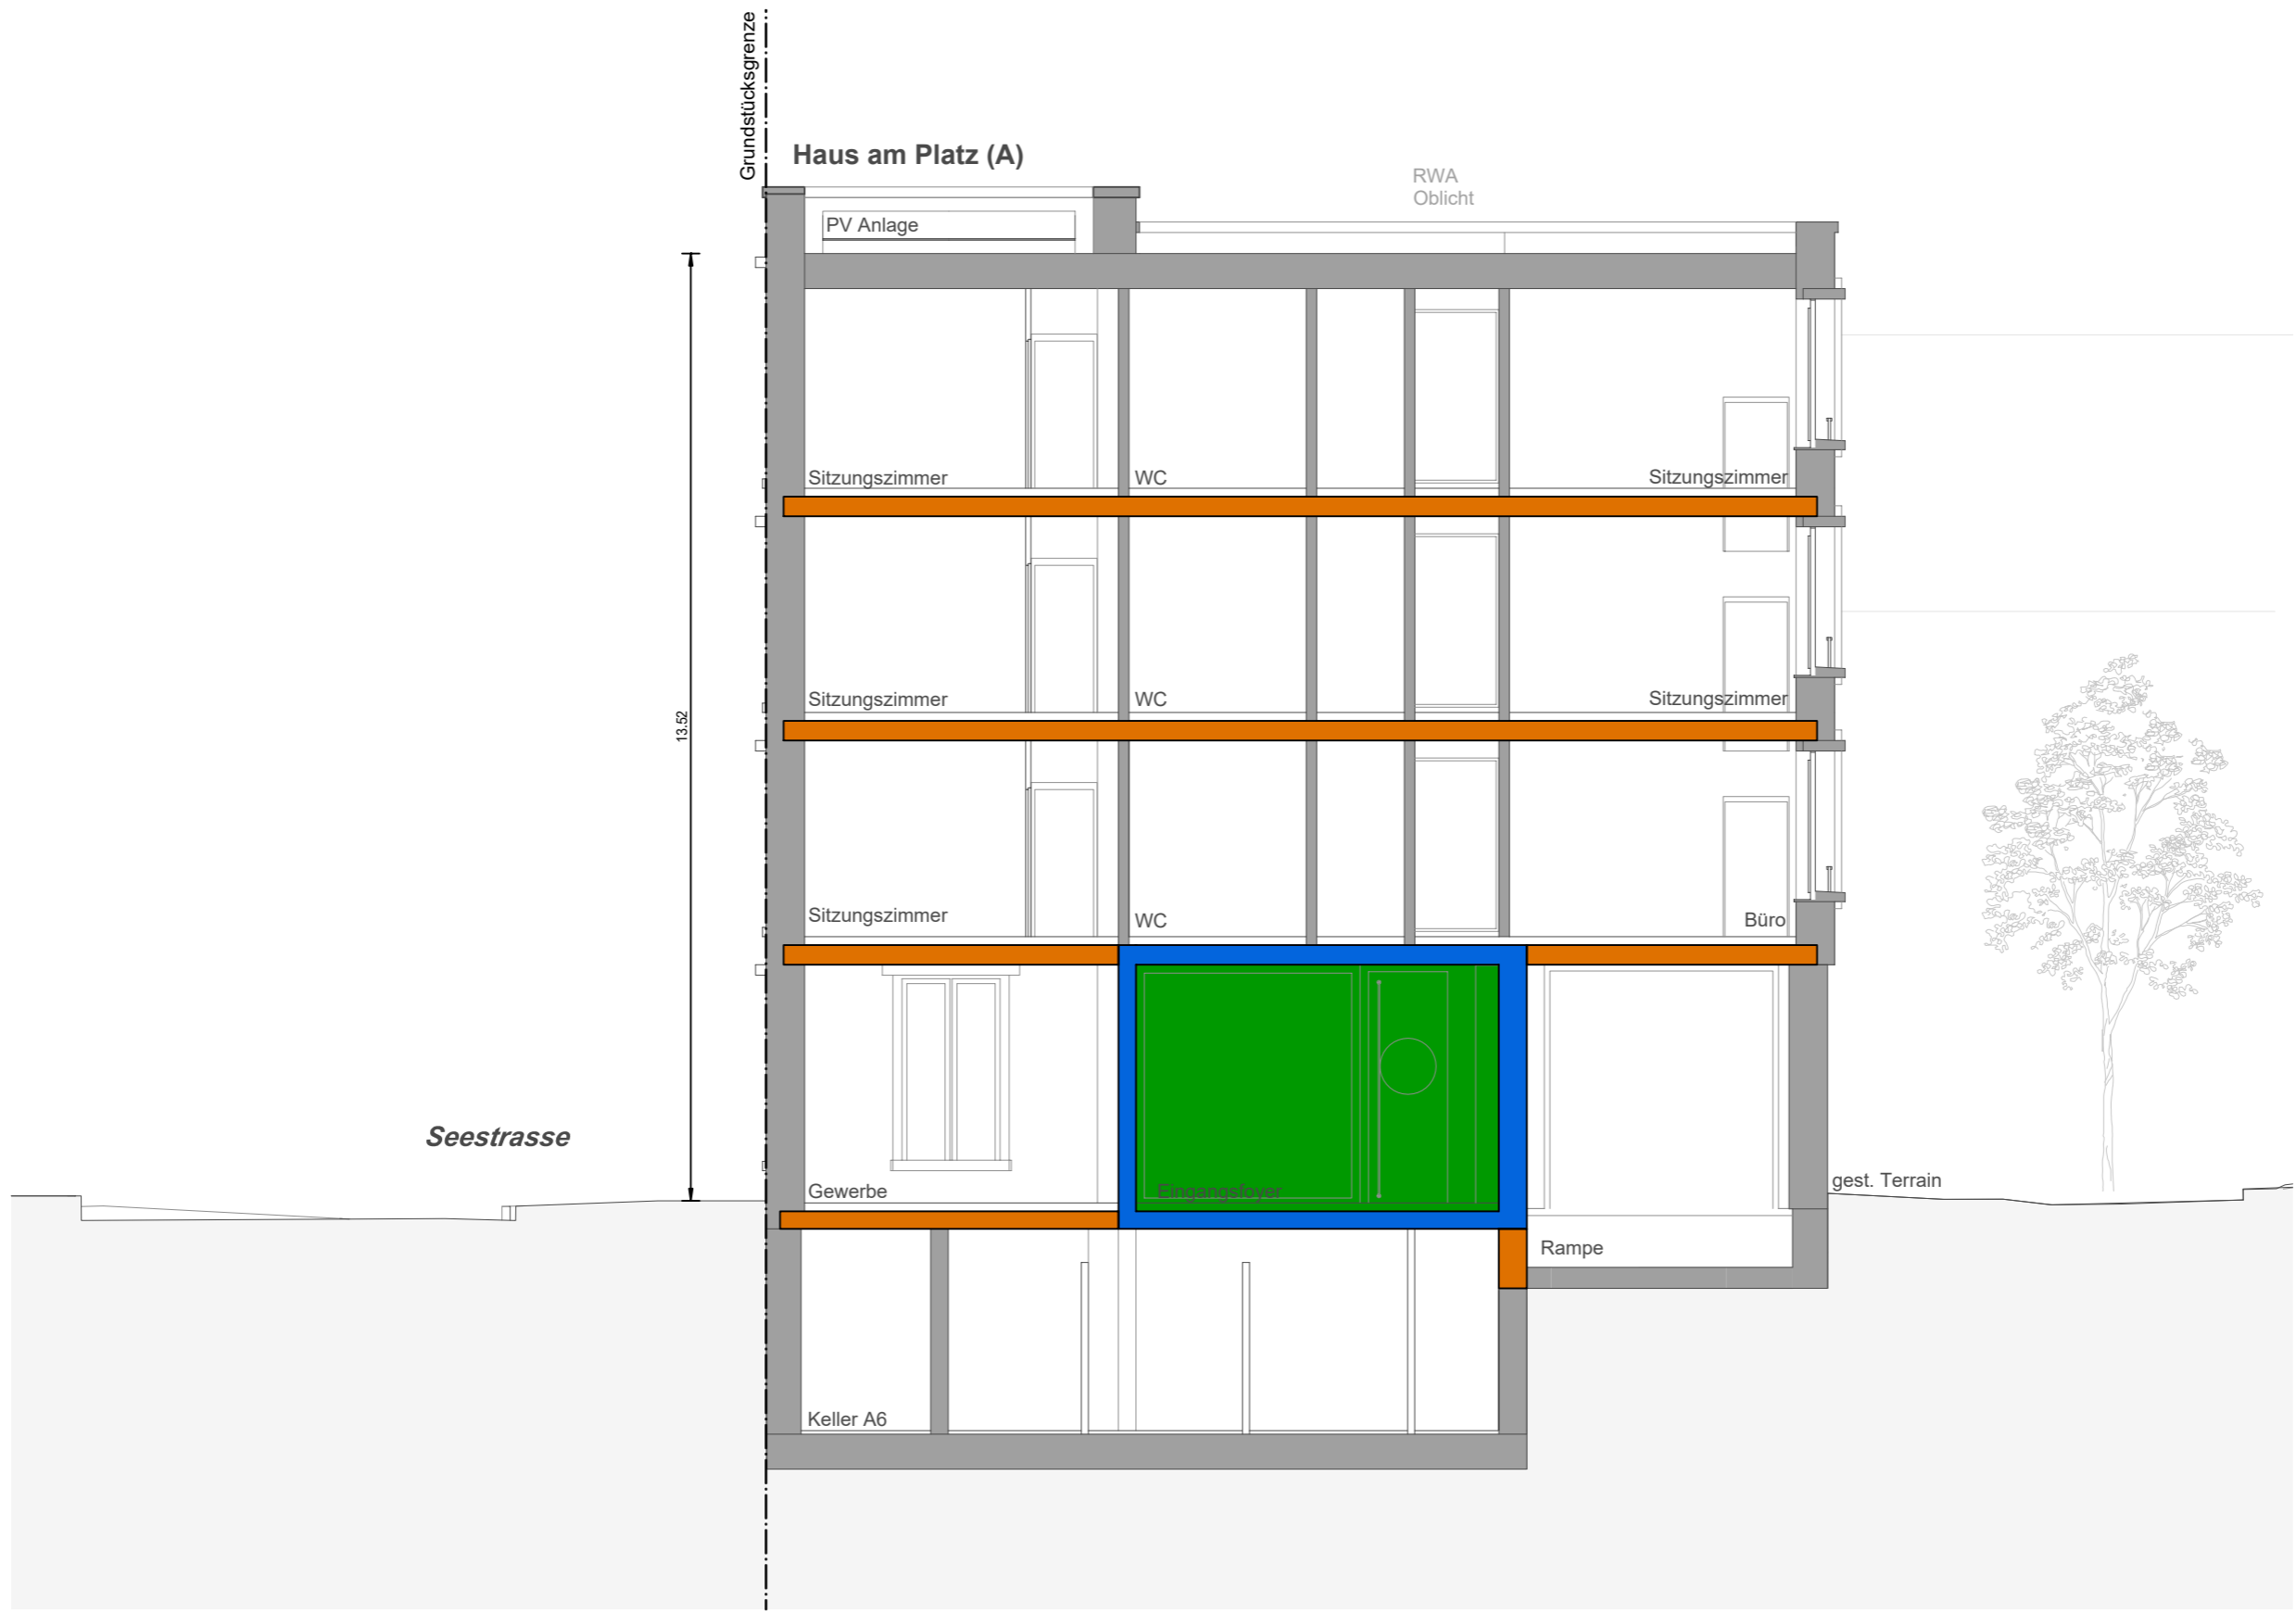 Grundstücksgrenze
Haus am Platz (A)
RWA
Oblicht
PV Anlage
Sitzungszimmer
WC
Sitzungszimmer
13.52
Sitzungszimmer
WC
Sitzungszimmer
Sitzungszimmer
WC
Büro
Seestrasse
Gewerbe
Eingangsfoyer
gest. Terrain
Rampe
Keller A6